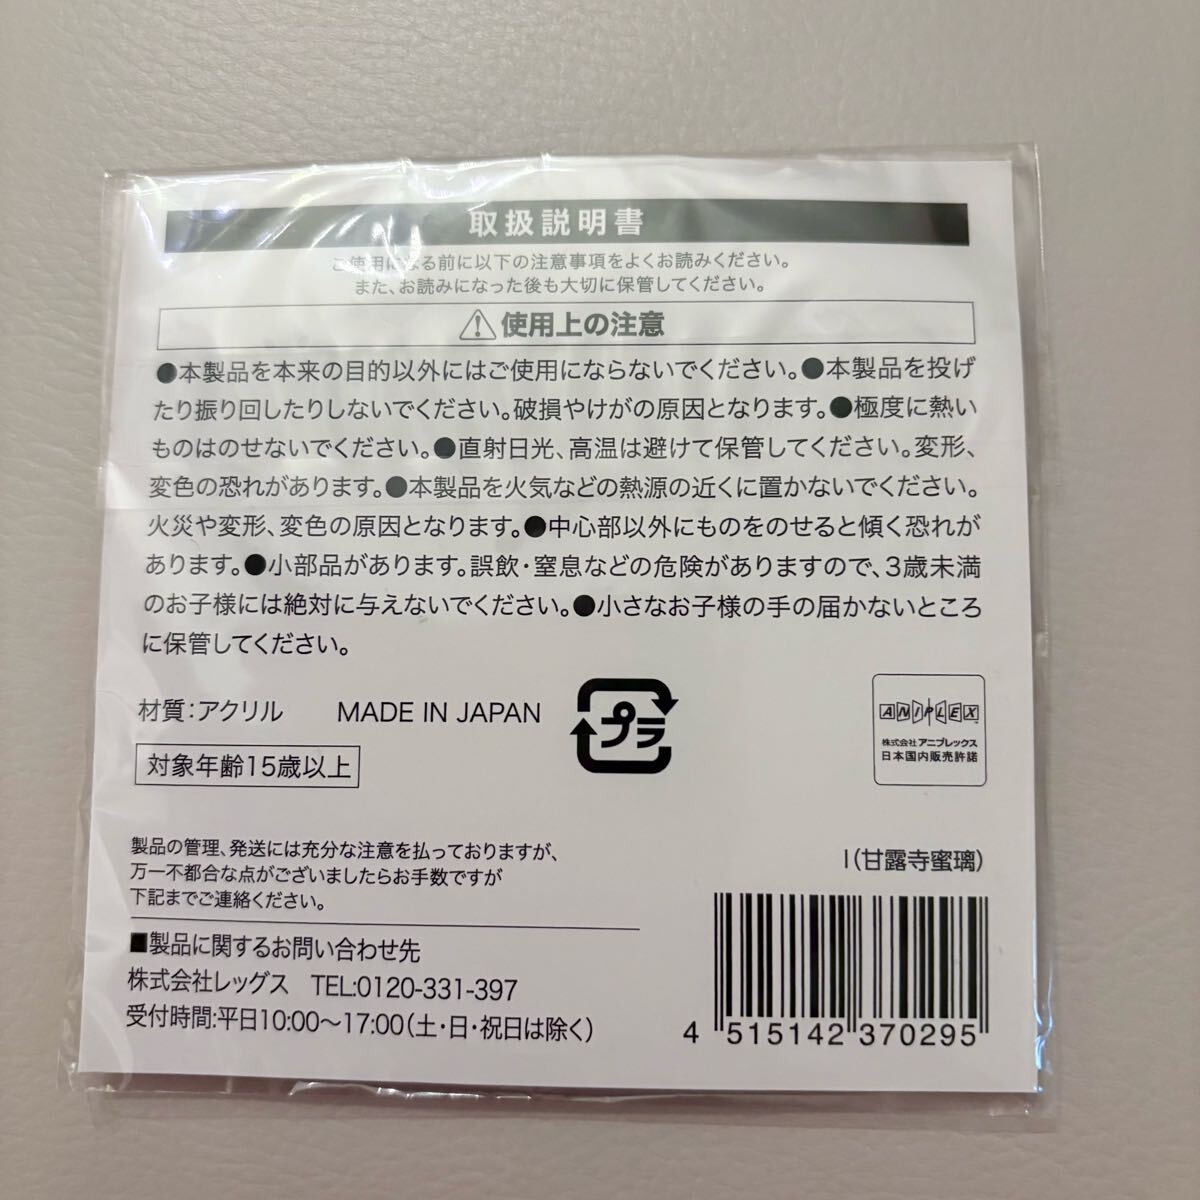 取扱説明書
ご使用になる前に以下の注意事項をよくお読みください。
また、お読みになった後も大切に保管してください。
⚠使用上の注意
●本製品を本来の目的以外にはご使用にならないでください。●本製品を投げ
たり振り回したりしないでください。破損やけがの原因となります。●極度に熱い
ものはのせないでください。●直射日光、高温は避けて保管してください。変形、
変色の恐れがあります。●本製品を火気などの熱源の近くに置かないでください。
火災や変形、変色の原因となります。●中心部以外にものをのせると傾く恐れが
あります。●小部品があります。誤飲・窒息などの危険がありますので、3歳未満
のお子様には絶対に与えないでください。●小さなお子様の手の届かないところ
に保管してください。
材質:アクリル MADE IN JAPAN
プラ
ANIPLEX
株式会社アニプレックス
日本国内販売許諾
対象年齢15歳以上
製品の管理、発送には充分な注意を払っておりますが、
万一不都合な点がございましたらお手数ですが
下記までご連絡ください。
■製品に関するお問い合わせ先
株式会社レッグス TEL:0120-331-397
受付時間:平日10:00〜17:00(土・日・祝日は除く)
I(甘露寺蜜璃)
4 515142 370295